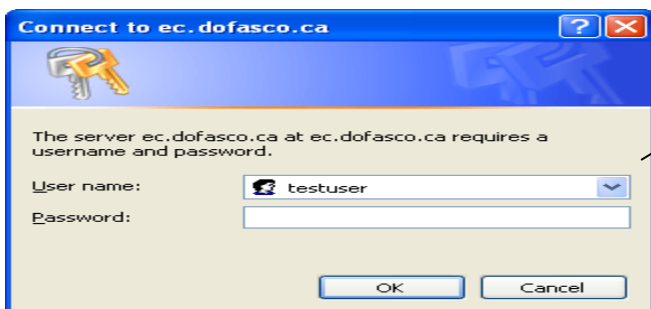 Connect to ec.dofasco.ca
?
The server ec.dofasco.ca at ec.dofasco.ca requires a
username and password.
User name:
testuser
Password:
OK
Cancel